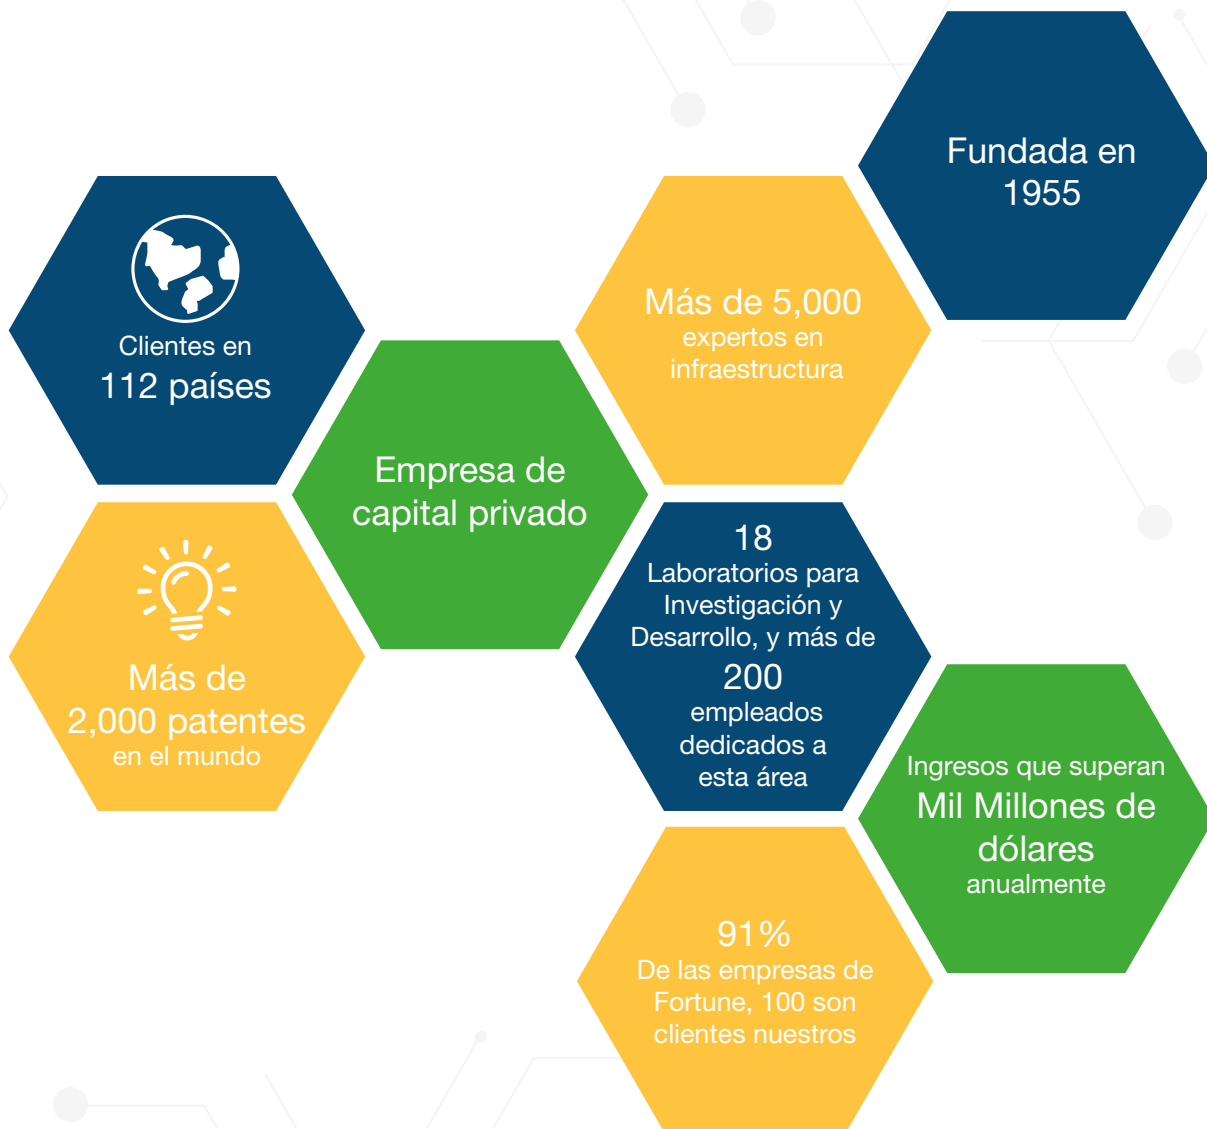 Fundada en
1955
Clientes en
112 países
Más de 5,000
expertos en
infraestructura
Empresa de
capital privado
Más de
2,000 patentes
en el mundo
18
Laboratorios para
Investigación y
Desarrollo, y más de
200
empleados
dedicados a
esta área
Ingresos que superan
Mil Millones de
dólares
anualmente
91%
De las empresas de
Fortune, 100 son
clientes nuestros